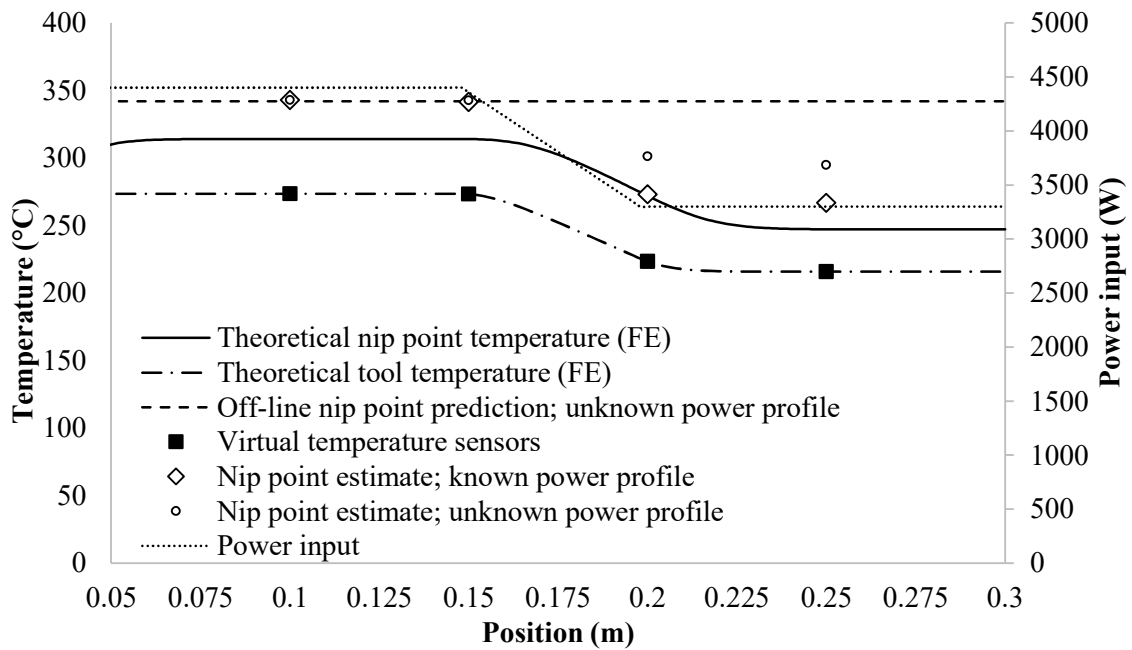 400
350
300
250
200
150
100
50
0
Temperature (°C)
5000
4500
4000
3500
3000
2500
2000
1500
1000
500
0
Power input (W)
Theoretical nip point temperature (FE)
Theoretical tool temperature (FE)
Off-line nip point prediction; unknown power profile
Virtual temperature sensors
Nip point estimate; known power profile
Nip point estimate; unknown power profile
Power input
0.05 0.075 0.1 0.125 0.15 0.175 0.2 0.225 0.25 0.275 0.3
Position (m)